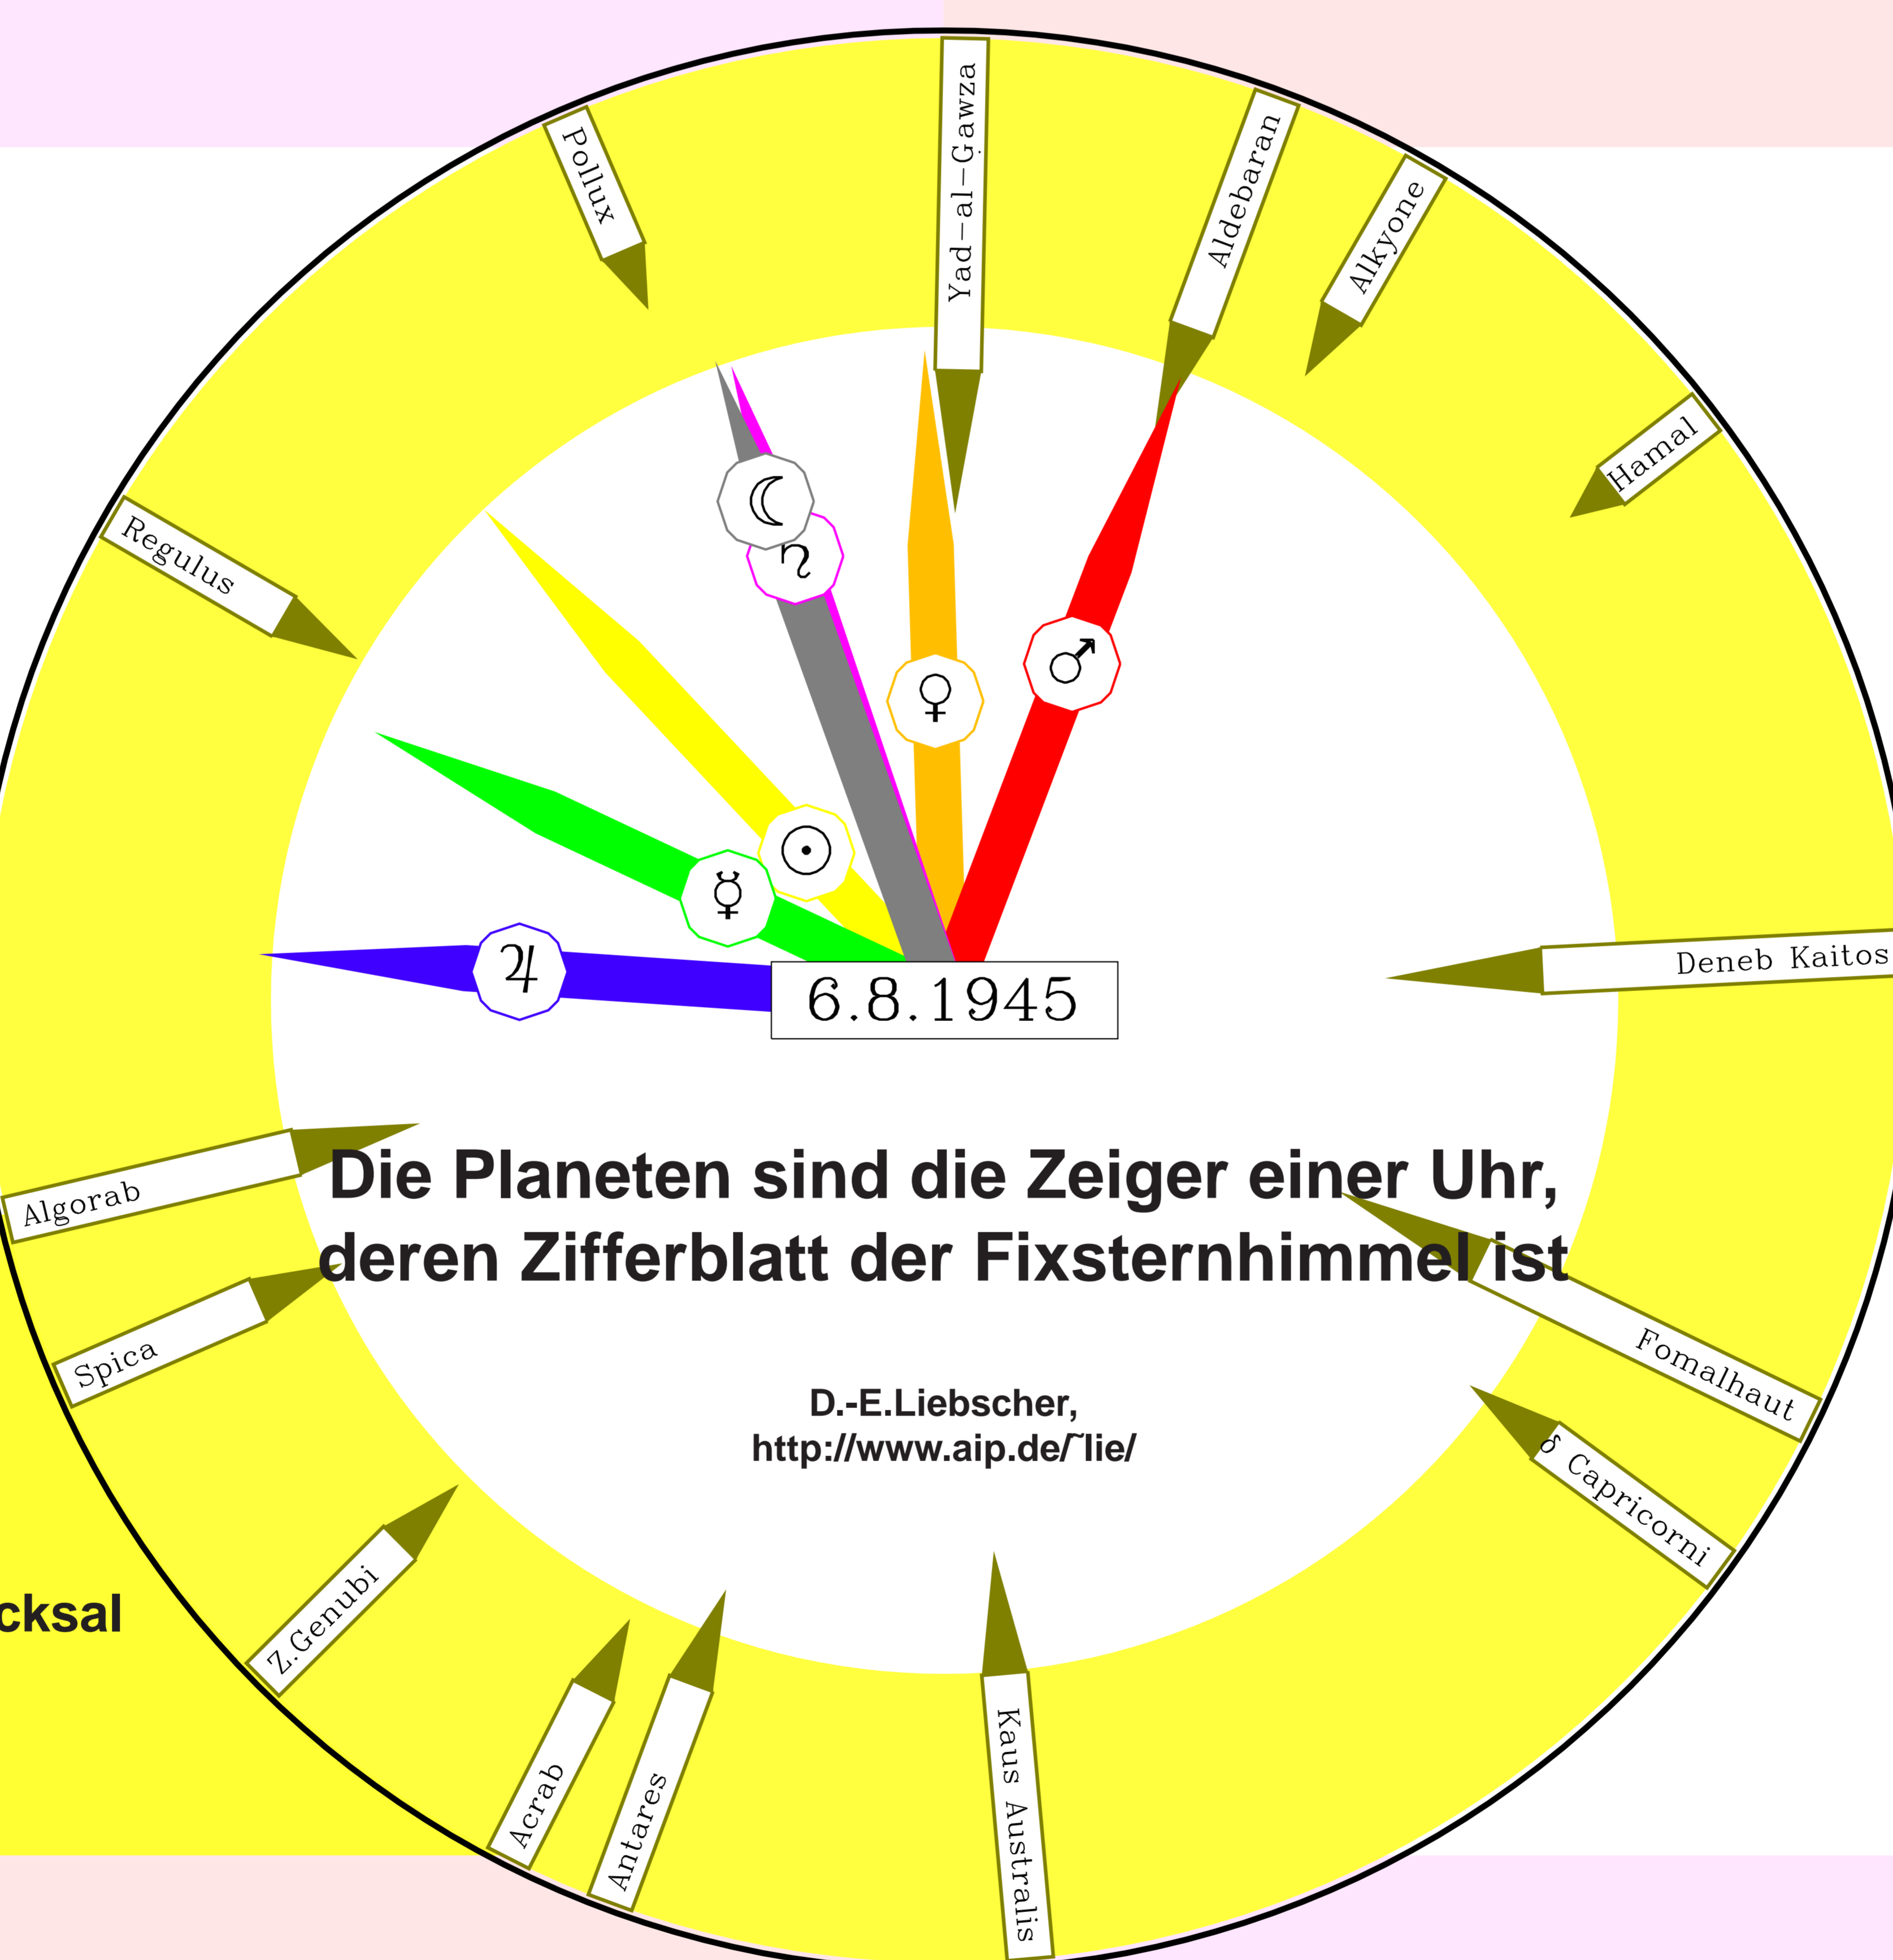 Yad-al-Ǧawza
Pollux
Aldebaran
Alkyone
Hamal
Regulus
☾
♄
♀
♂
☉
☿
♃
6.8.1945
Deneb Kaitos
Die Planeten sind die Zeiger einer Uhr,
deren Zifferblatt der Fixsternhimmel ist
Algorab
Spica
Fomalhaut
D.-E.Liebscher,
http://www.aip.de/~lie/
δ Capricorni
Z.Genubi
cksal
Acrab
Antares
Kaus Australis